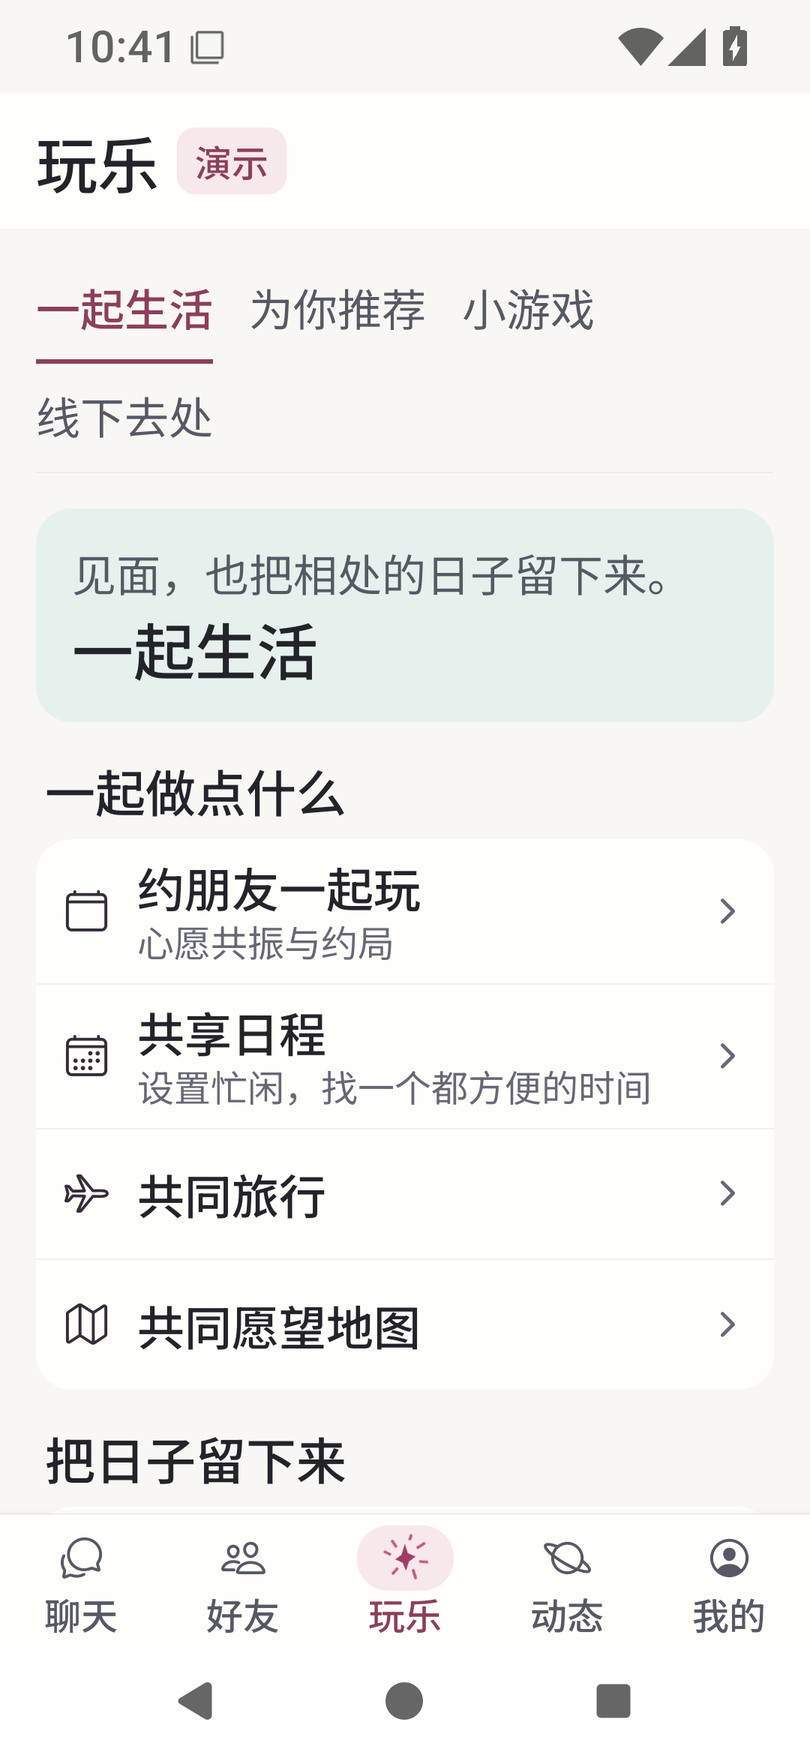 10:41
玩乐 演示
一起生活 为你推荐 小游戏
线下去处
见面，也把相处的日子留下来。
一起生活
一起做点什么
约朋友一起玩
心愿共振与约局
共享日程
设置忙闲，找一个都方便的时间
共同旅行
共同愿望地图
把日子留下来
聊天 好友 玩乐 动态 我的